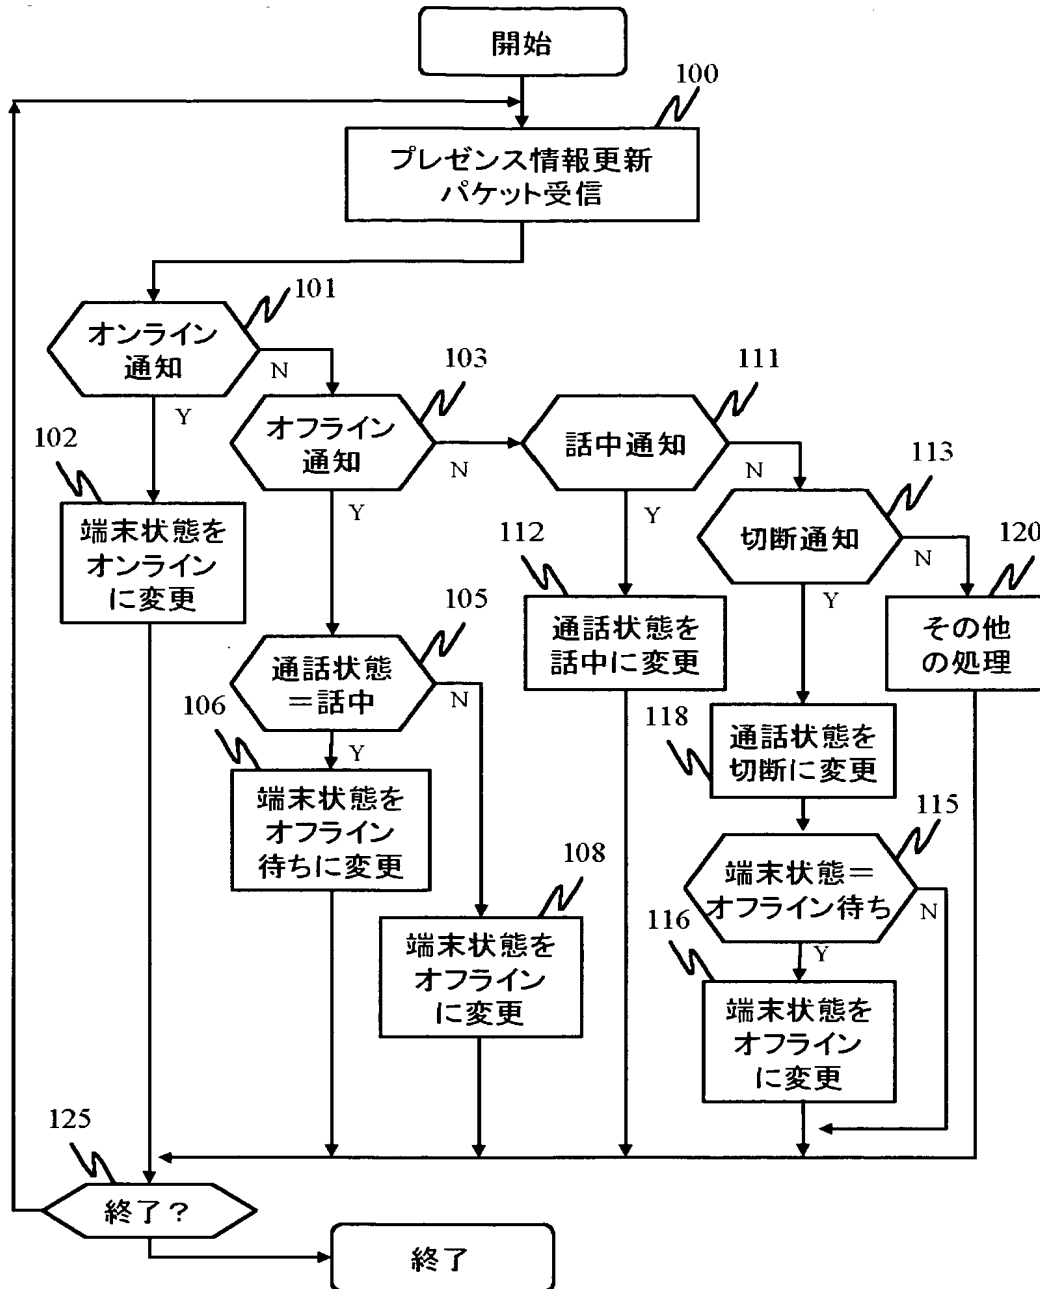 開始
100
プレゼンス情報更新
パケット受信
101
オンライン
通知
N
Y
103
オフライン
通知
N
Y
111
話中通知
N
Y
113
切断通知
N
Y
102
端末状態を
オンライン
に変更
112
通話状態を
話中に変更
120
その他
の処理
105
通話状態
=話中
N
Y
106
端末状態を
オフライン
待ちに変更
118
通話状態を
切断に変更
115
端末状態=
オフライン待ち
N
Y
108
端末状態を
オフライン
に変更
116
端末状態を
オフライン
に変更
125
終了?
終了